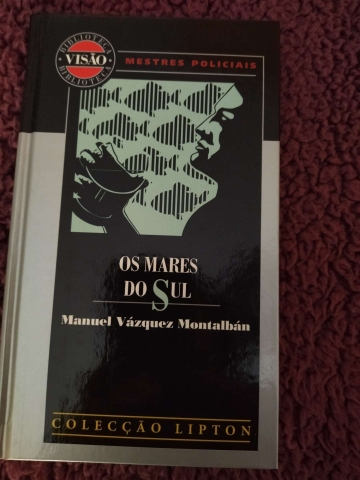 BIBLIOTECA
VISÃO
BIBLIOTECA
MESTRES POLICIAIS
OS MARES
DO SUL
Manuel Vázquez Montalbán
COLECÇÃO LIPTON